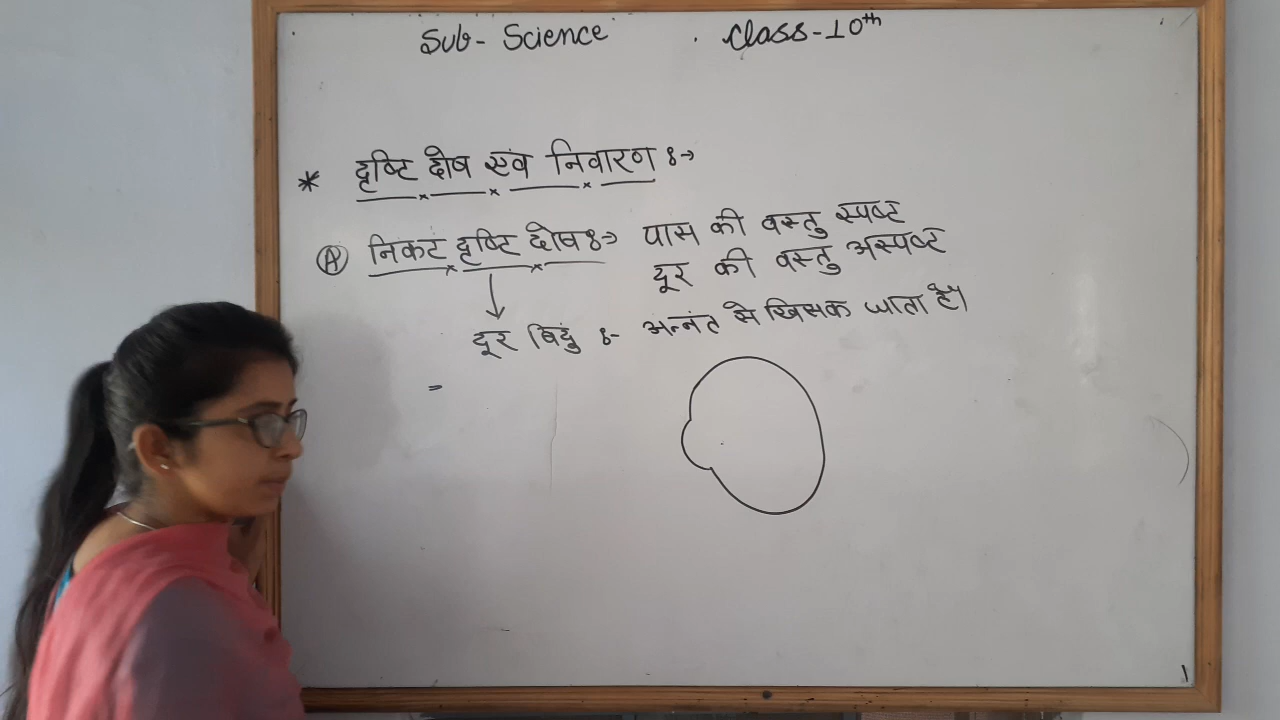 Sub- Science . Class-10th
* दृष्टि दोष एवं निवारण :→
Ⓐ निकट दृष्टि दोष :→ पास की वस्तु स्पष्ट
दूर की वस्तु अस्पष्ट
↓
दूर बिंदु :- अन्नंत से खिसक जाता है।
=